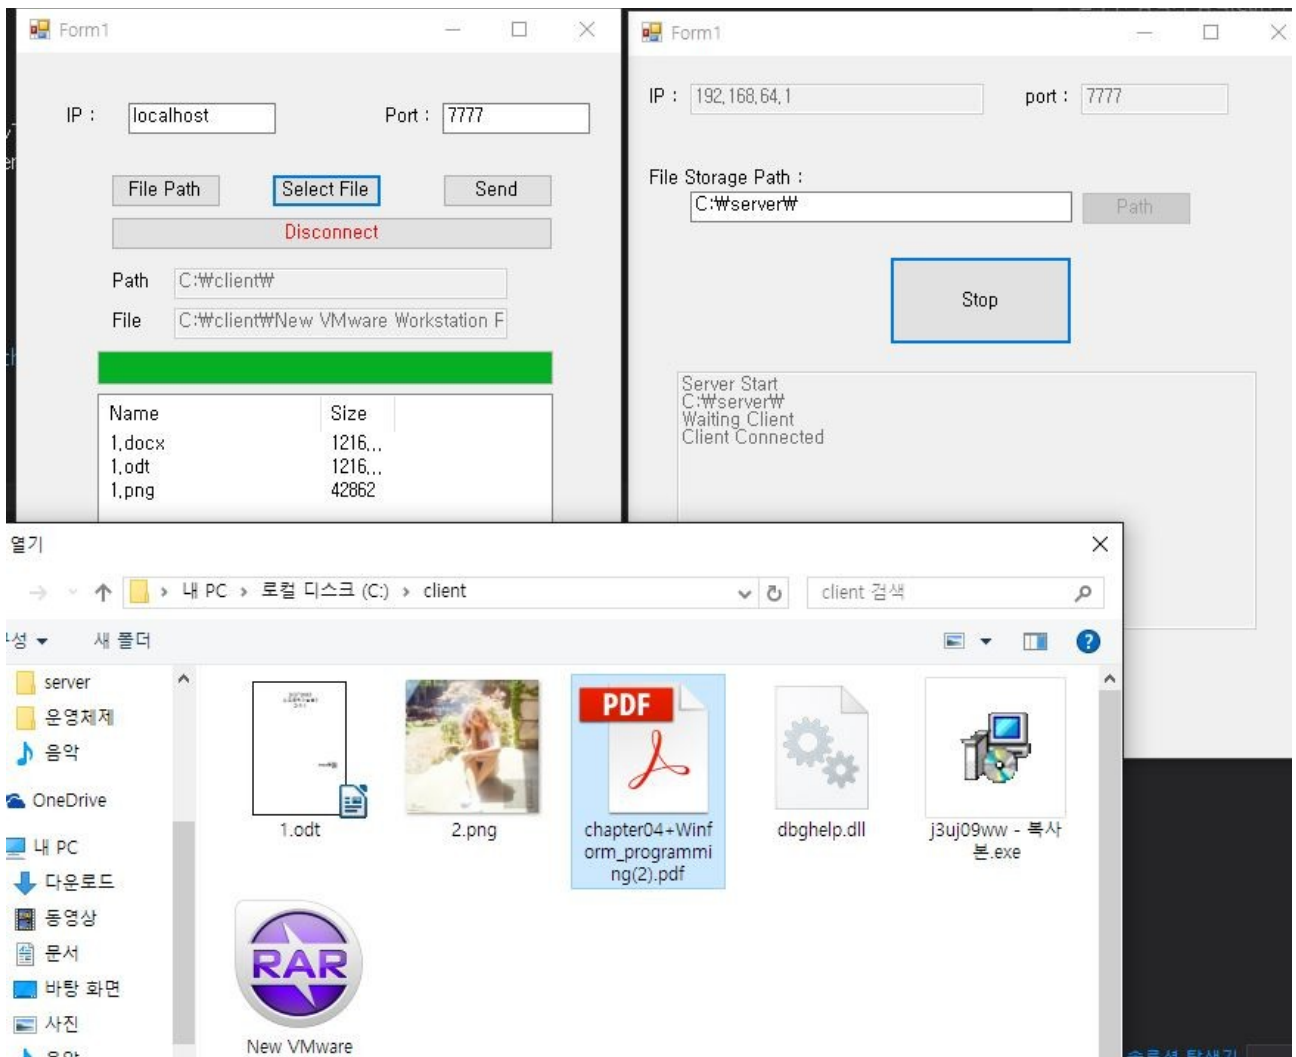 Form1
IP : localhost
Port : 7777
File Path
Select File
Send
Disconnect
Path C:₩client₩
File C:₩client₩New VMware Workstation F
Name Size
1.docx 1216...
1.odt 1216...
1.png 42862
Form1
IP : 192.168.64.1
port : 7777
File Storage Path :
C:₩server₩
Path
Stop
Server Start
C:₩server₩
Waiting Client
Client Connected
열기
내 PC > 로컬 디스크 (C:) > client
client 검색
새 폴더
server
운영체제
음악
OneDrive
내 PC
다운로드
동영상
문서
바탕 화면
사진
1.odt
2.png
PDF
chapter04+Winf
orm_programmi
ng(2).pdf
dbghelp.dll
j3uj09ww - 복사
본.exe
RAR
New VMware